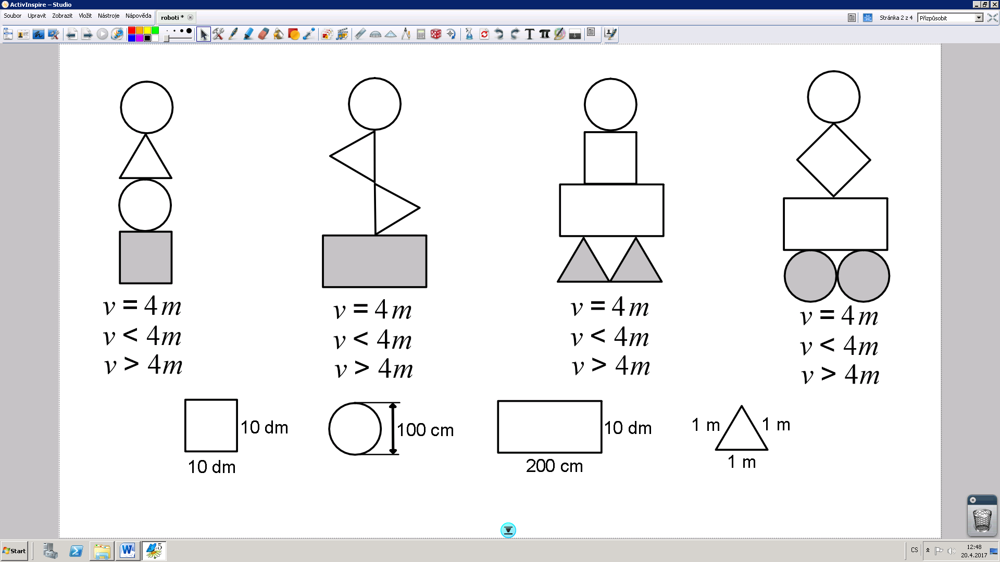 ActivInspire – Studio
Soubor Upravit Zobrazit Vložit Nástroje Nápověda
roboti *
Stránka 2 z 4
Přizpůsobit
v = 4m
v < 4m
v > 4m
v = 4m
v < 4m
v > 4m
v = 4m
v < 4m
v > 4m
v = 4m
v < 4m
v > 4m
10 dm
10 dm
100 cm
10 dm
200 cm
1 m
1 m
1 m
Start
CS
12:48
20.4.2017